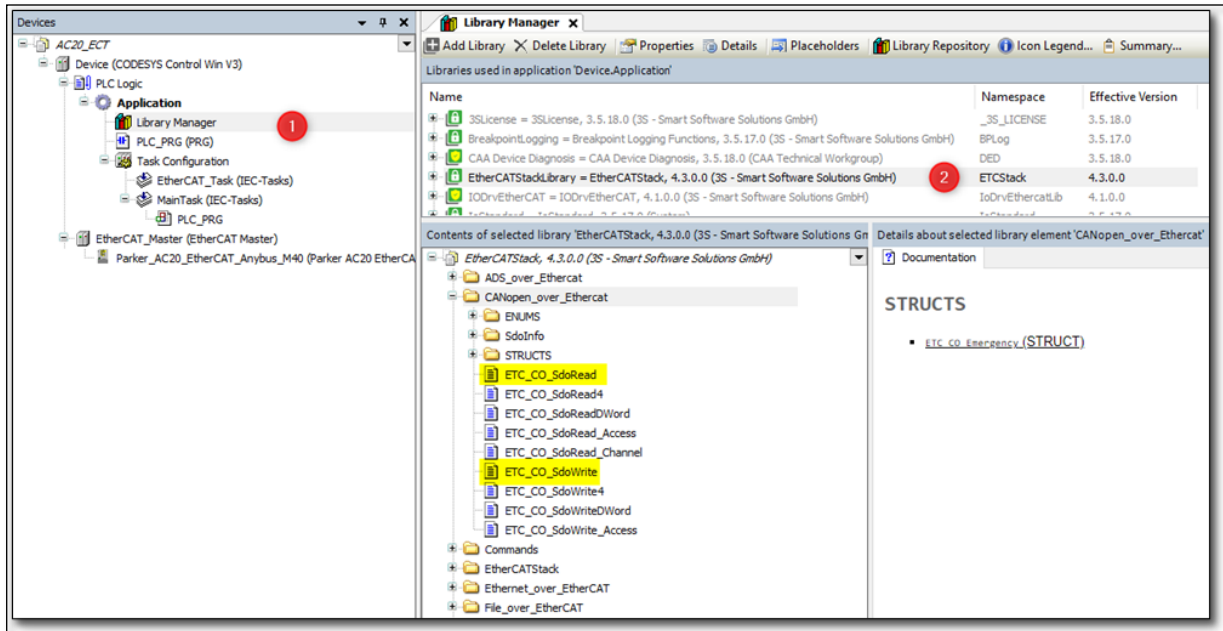 Devices
AC20_ECT
Device (CODESYS Control Win V3)
PLC Logic
Application
Library Manager
1
PLC_PRG (PRG)
Task Configuration
EtherCAT_Task (IEC-Tasks)
MainTask (IEC-Tasks)
PLC_PRG
EtherCAT_Master (EtherCAT Master)
Parker_AC20_EtherCAT_Anybus_M40 (Parker AC20 EtherCA
Library Manager
Add Library Delete Library Properties Details Placeholders Library Repository Icon Legend... Summary...
Libraries used in application 'Device.Application'
Name Namespace Effective Version
3SLicense = 3SLicense, 3.5.18.0 (3S - Smart Software Solutions GmbH) _3S_LICENSE 3.5.18.0
BreakpointLogging = Breakpoint Logging Functions, 3.5.17.0 (3S - Smart Software Solutions GmbH) BPLog 3.5.17.0
CAA Device Diagnosis = CAA Device Diagnosis, 3.5.18.0 (CAA Technical Workgroup) DED 3.5.18.0
EtherCATStackLibrary = EtherCATStack, 4.3.0.0 (3S - Smart Software Solutions GmbH) 2 ETCStack 4.3.0.0
IODrvEtherCAT = IODrvEtherCAT, 4.1.0.0 (3S - Smart Software Solutions GmbH) IoDrvEthercatLib 4.1.0.0
Contents of selected library 'EtherCATStack, 4.3.0.0 (3S - Smart Software Solutions Gm
EtherCATStack, 4.3.0.0 (3S - Smart Software Solutions GmbH)
ADS_over_Ethercat
CANopen_over_Ethercat
ENUMS
SdoInfo
STRUCTS
ETC_CO_SdoRead
ETC_CO_SdoRead4
ETC_CO_SdoReadDWord
ETC_CO_SdoRead_Access
ETC_CO_SdoRead_Channel
ETC_CO_SdoWrite
ETC_CO_SdoWrite4
ETC_CO_SdoWriteDWord
ETC_CO_SdoWrite_Access
Commands
EtherCATStack
Ethernet_over_EtherCAT
File_over_EtherCAT
Details about selected library element 'CANopen_over_Ethercat'
Documentation
STRUCTS
ETC_CO_Emergency (STRUCT)